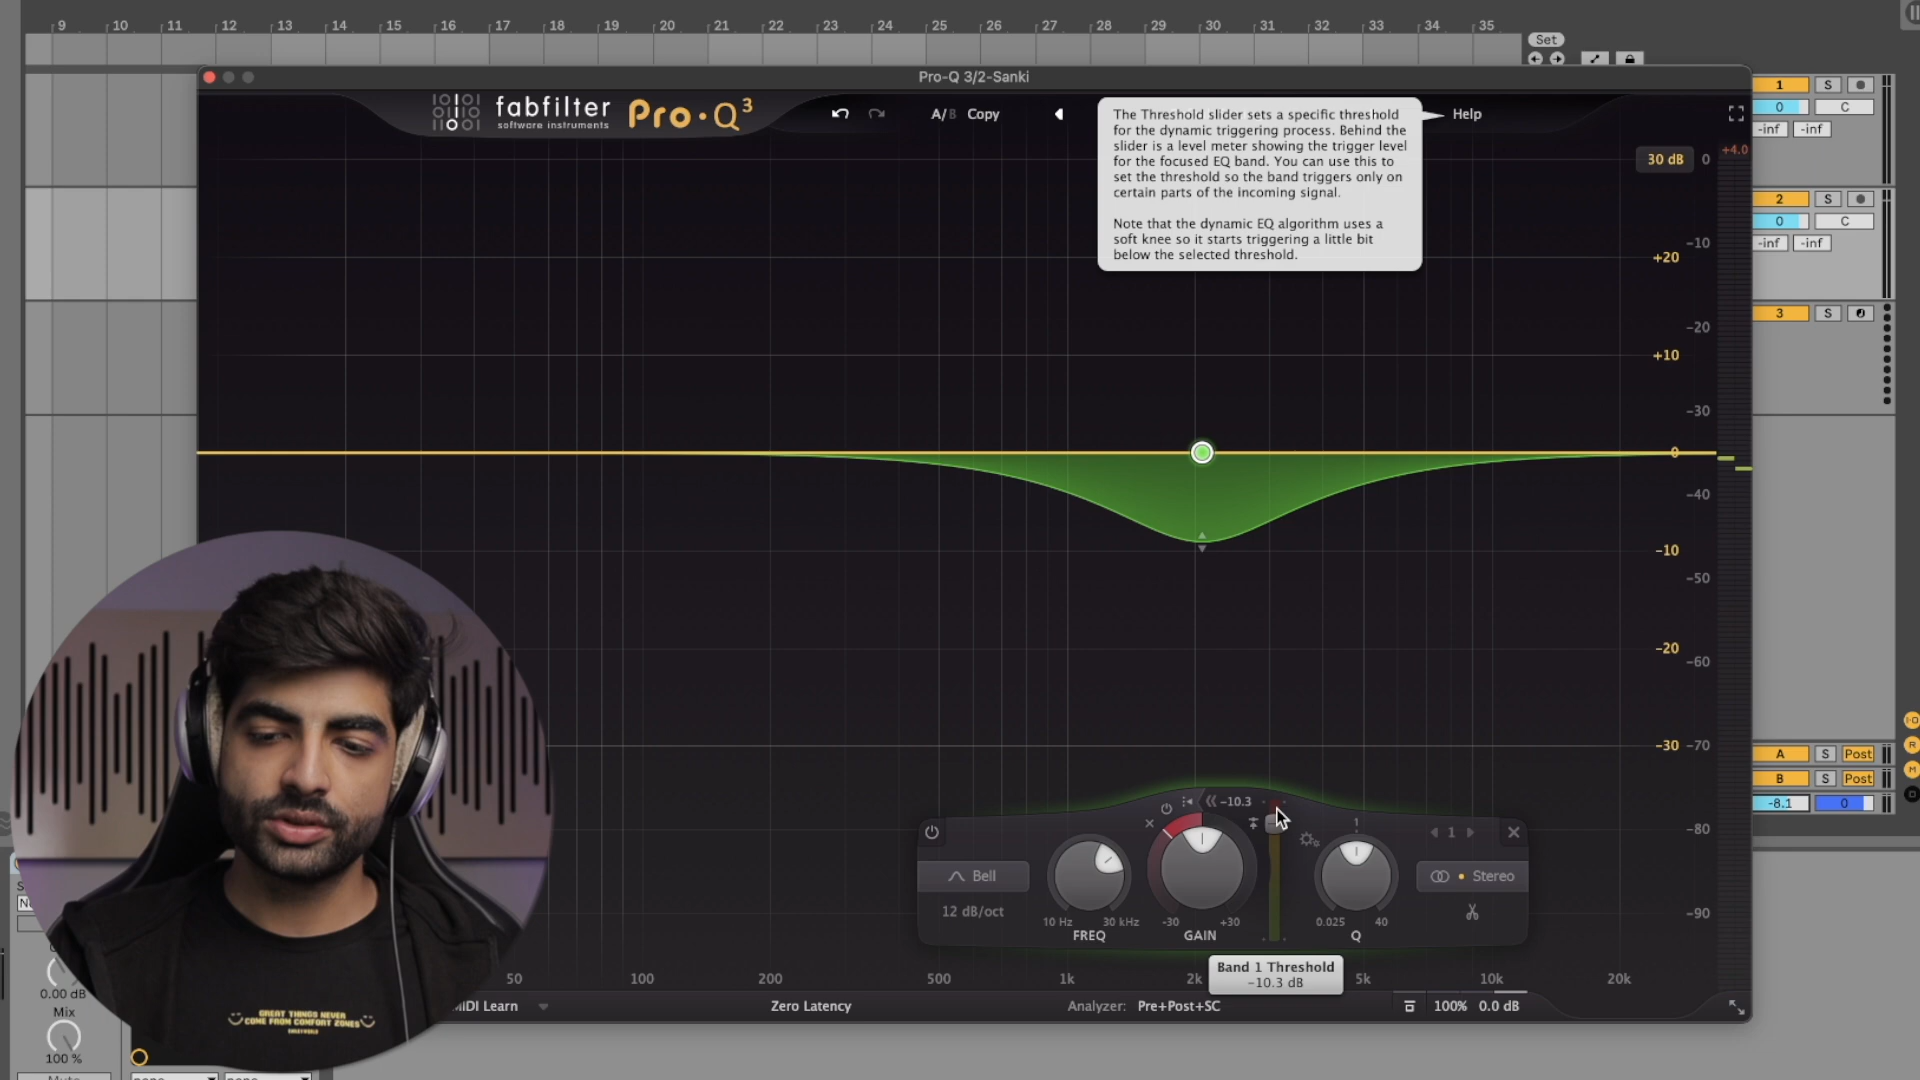 9 10 11 12 13 14 15 16 17 18 19 20 21 22 23 24 25 26 27 28 29 30 31 32 33 34 35
Set
Pro-Q 3/2-Sanki
fabfilter
software instruments
Pro·Q3
A/B Copy
Help
The Threshold slider sets a specific threshold
for the dynamic triggering process. Behind the
slider is a level meter showing the trigger level
for the focused EQ band. You can use this to
set the threshold so the band triggers only on
certain parts of the incoming signal.
Note that the dynamic EQ algorithm uses a
soft knee so it starts triggering a little bit
below the selected threshold.
1 S
0 C
-inf -inf
30 dB 0 +4.0
2 S
0 C
-inf -inf
-10
+20
3 S
-20
+10
-30
0
-40
-10
-50
-20
-60
-30 -70
A S Post
B S Post
-8.1 0
-80
-90
-10.3
1
1
Bell
12 dB/oct
10 Hz 30 kHz
FREQ
-30 +30
GAIN
0.025 40
Q
Stereo
Band 1 Threshold
-10.3 dB
50 100 200 500 1k 2k 5k 10k 20k
MIDI Learn
Zero Latency
Analyzer: Pre+Post+SC
100% 0.0 dB
0.00 dB
Mix
100 %
GREAT THINGS NEVER
COME FROM COMFORT ZONES